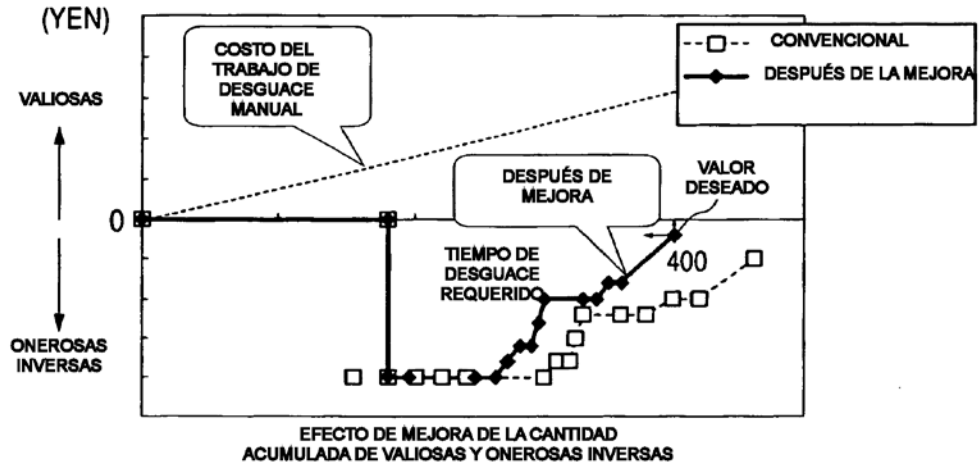 (YEN)
COSTO DEL
TRABAJO DE
DESGUACE
MANUAL
CONVENCIONAL
DESPUÉS DE LA MEJORA
VALIOSAS
0
DESPUÉS DE
MEJORA
VALOR
DESEADO
TIEMPO DE
DESGUACE
REQUERIDO
400
ONEROSAS
INVERSAS
EFECTO DE MEJORA DE LA CANTIDAD
ACUMULADA DE VALIOSAS Y ONEROSAS INVERSAS